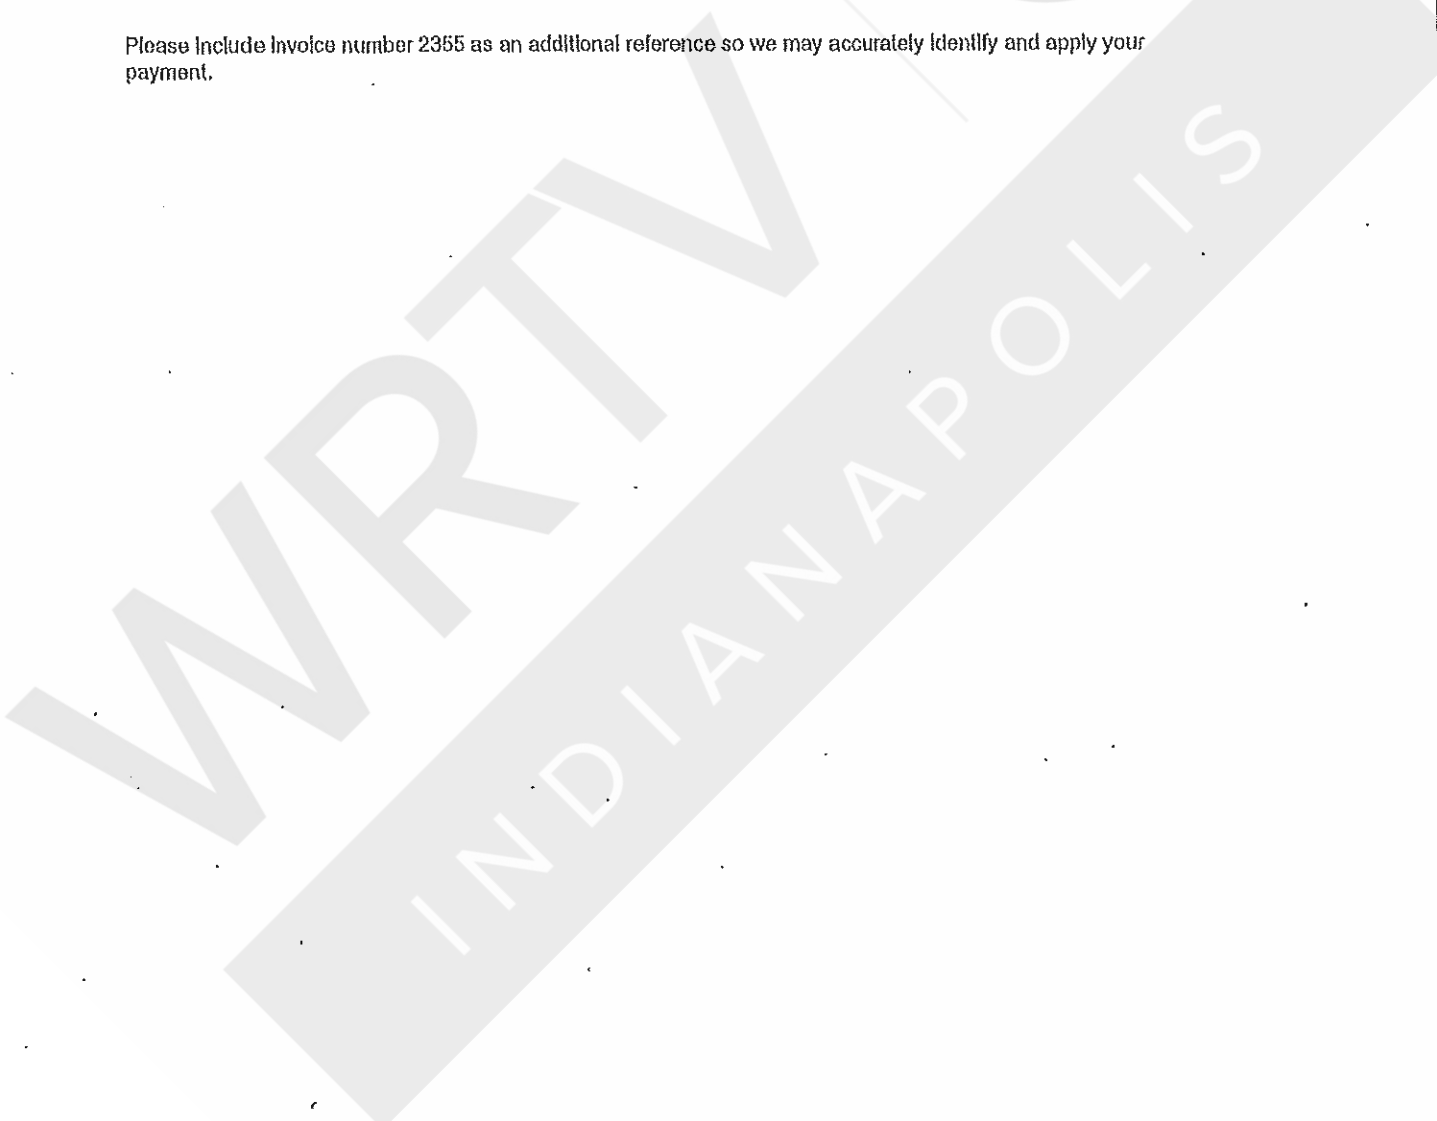 Please include invoice number 2355 as an additional reference so we may accurately identify and apply your
payment.
WRTV
INDIANAPOLIS